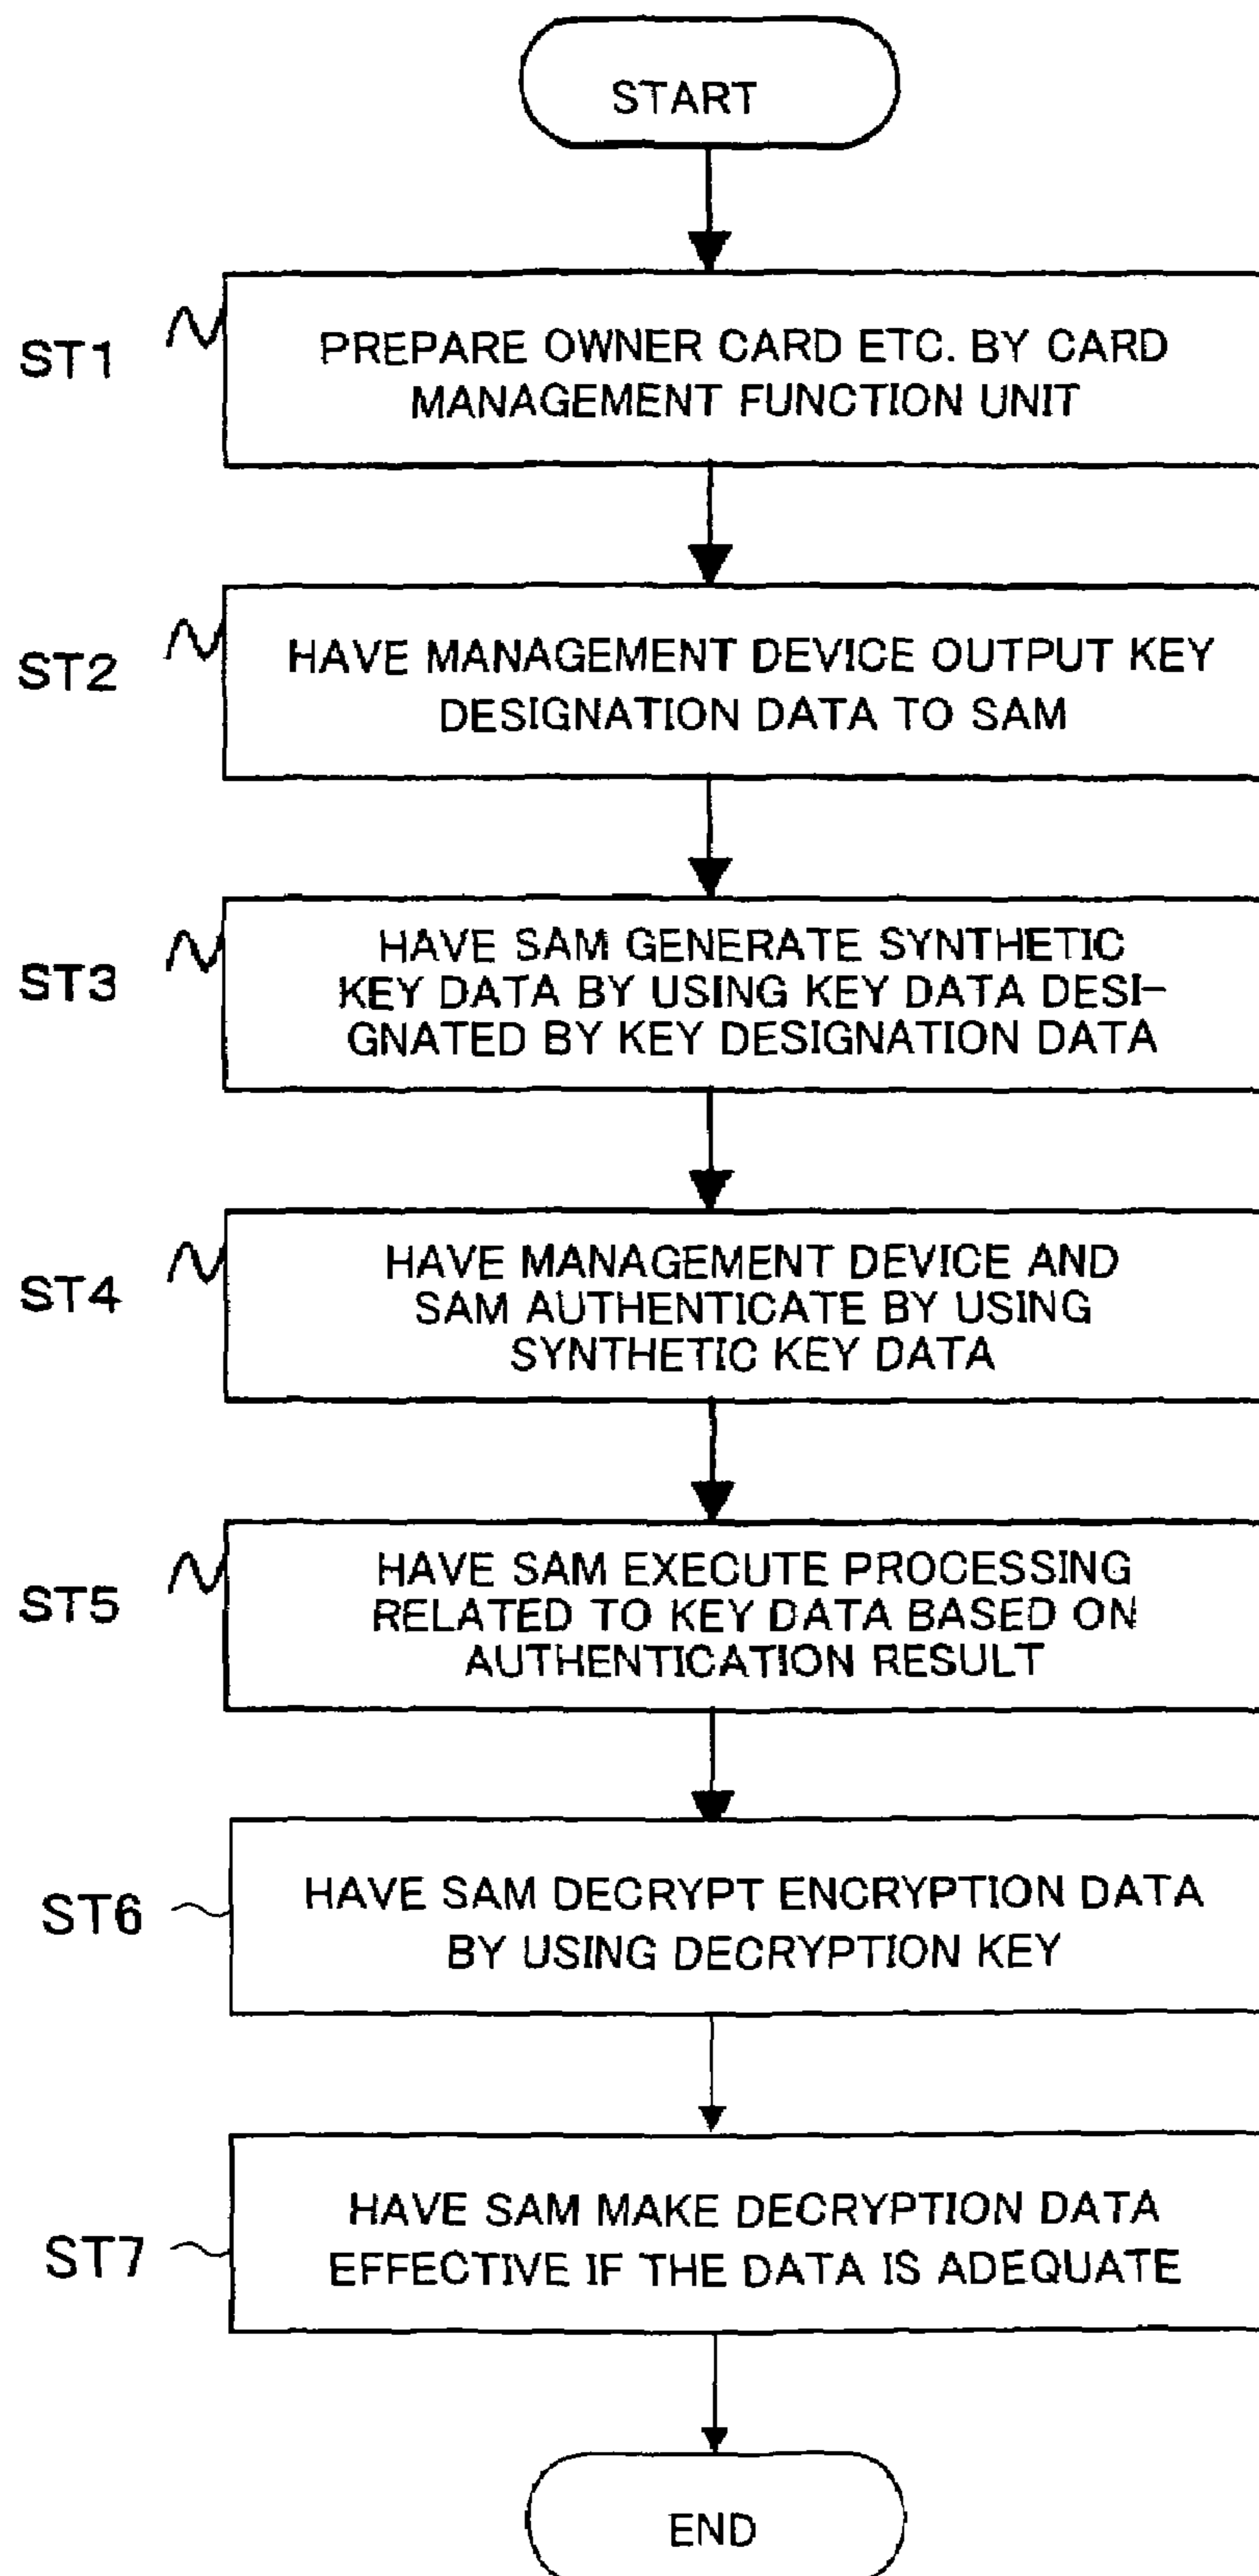 START
ST1
PREPARE OWNER CARD ETC. BY CARD
MANAGEMENT FUNCTION UNIT
ST2
HAVE MANAGEMENT DEVICE OUTPUT KEY
DESIGNATION DATA TO SAM
ST3
HAVE SAM GENERATE SYNTHETIC
KEY DATA BY USING KEY DATA DESI-
GNATED BY KEY DESIGNATION DATA
ST4
HAVE MANAGEMENT DEVICE AND
SAM AUTHENTICATE BY USING
SYNTHETIC KEY DATA
ST5
HAVE SAM EXECUTE PROCESSING
RELATED TO KEY DATA BASED ON
AUTHENTICATION RESULT
ST6
HAVE SAM DECRYPT ENCRYPTION DATA
BY USING DECRYPTION KEY
ST7
HAVE SAM MAKE DECRYPTION DATA
EFFECTIVE IF THE DATA IS ADEQUATE
END